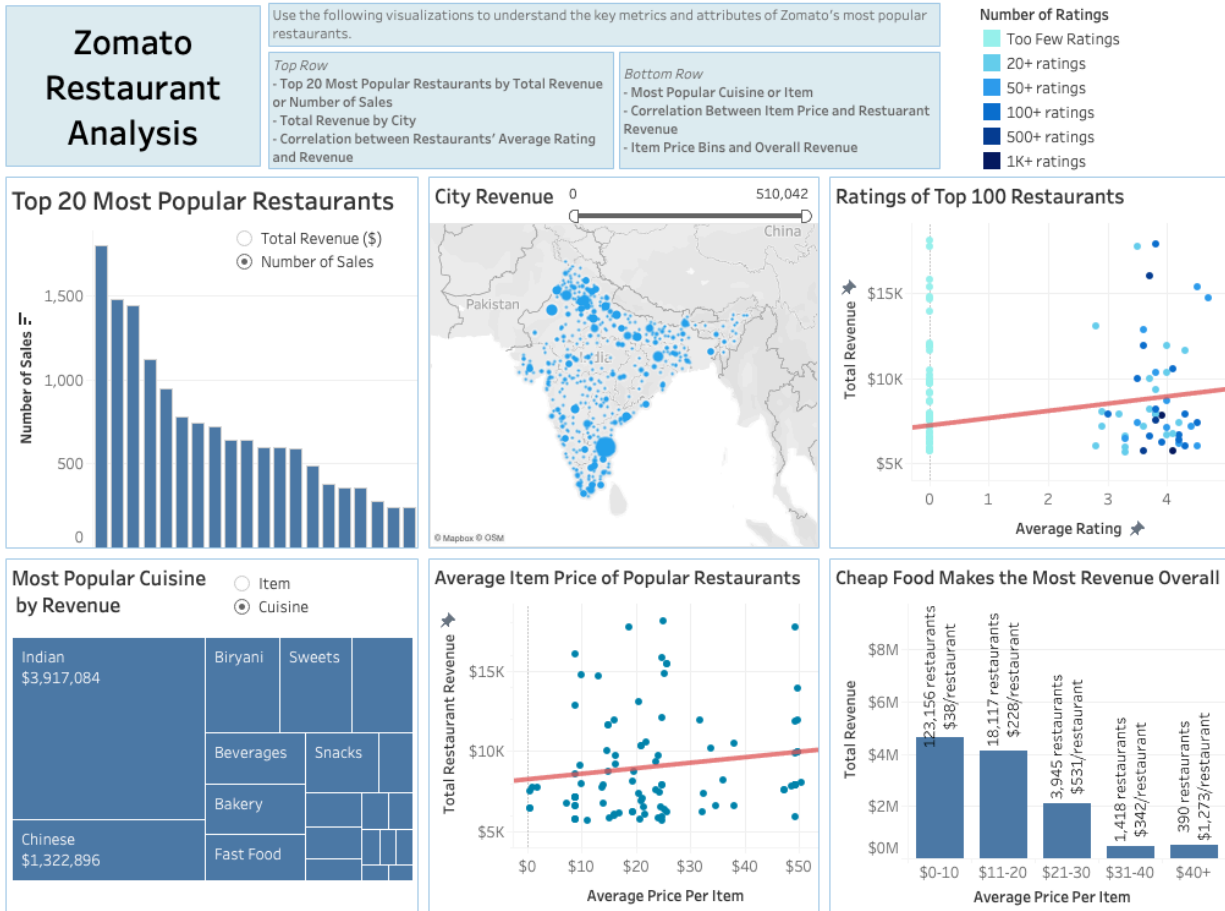 Zomato
Restaurant
Analysis
Use the following visualizations to understand the key metrics and attributes of Zomato's most popular
restaurants.
Top Row
- Top 20 Most Popular Restaurants by Total Revenue
or Number of Sales
- Total Revenue by City
- Correlation between Restaurants' Average Rating
and Revenue
Bottom Row
- Most Popular Cuisine or Item
- Correlation Between Item Price and Restuarant
Revenue
- Item Price Bins and Overall Revenue
Number of Ratings
Too Few Ratings
20+ ratings
50+ ratings
100+ ratings
500+ ratings
1K+ ratings
Top 20 Most Popular Restaurants
Total Revenue ($)
Number of Sales
Number of Sales
1,500
1,000
500
0
City Revenue
0
510,042
China
Pakistan
India
© Mapbox © OSM
Ratings of Top 100 Restaurants
Total Revenue
$15K
$10K
$5K
0
1
2
3
4
Average Rating
Most Popular Cuisine
by Revenue
Item
Cuisine
Indian
$3,917,084
Chinese
$1,322,896
Biryani
Sweets
Beverages
Snacks
Bakery
Fast Food
Average Item Price of Popular Restaurants
Total Restaurant Revenue
$15K
$10K
$5K
$0
$10
$20
$30
$40
$50
Average Price Per Item
Cheap Food Makes the Most Revenue Overall
Total Revenue
$8M
$6M
$4M
$2M
$0M
123,156 restaurants
$38/restaurant
18,117 restaurants
$228/restaurant
3,945 restaurants
$531/restaurant
1,418 restaurants
$342/restaurant
390 restaurants
$1,273/restaurant
$0-10
$11-20
$21-30
$31-40
$40+
Average Price Per Item